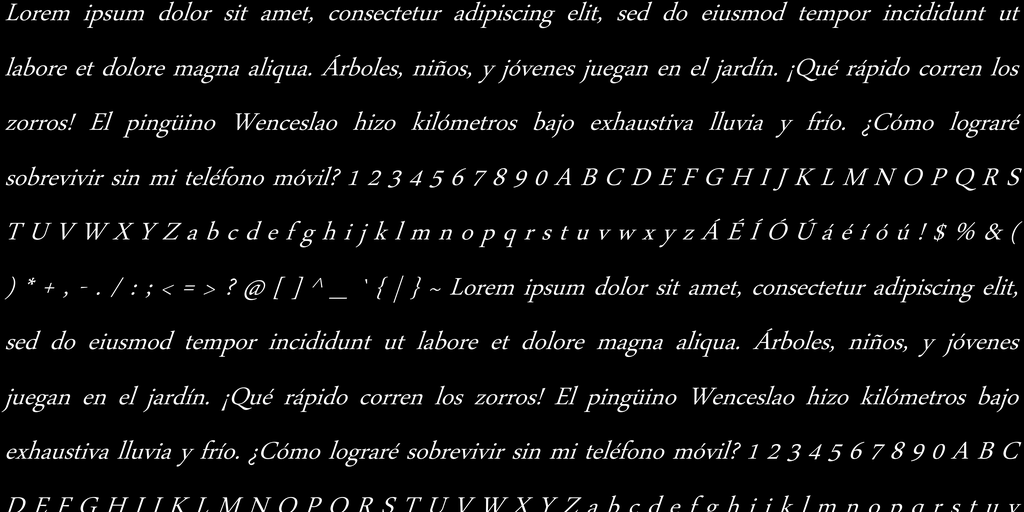 Lorem ipsum dolor sit amet, consectetur adipiscing elit, sed do eiusmod tempor incididunt ut
labore et dolore magna aliqua. Árboles, niños, y jóvenes juegan en el jardín. ¡Qué rápido corren los
zorros! El pingüino Wenceslao hizo kilómetros bajo exhaustiva lluvia y frío. ¿Cómo lograré
sobrevivir sin mi teléfono móvil? 1 2 3 4 5 6 7 8 9 0 A B C D E F G H I J K L M N O P Q R S
T U V W X Y Z a b c d e f g h i j k l m n o p q r s t u v w x y z Á É Í Ó Ú á é í ó ú ! $ % & (
) * + , - . / : ; < = > ? @ [ ] ^ _ ` { | } ~ Lorem ipsum dolor sit amet, consectetur adipiscing elit,
sed do eiusmod tempor incididunt ut labore et dolore magna aliqua. Árboles, niños, y jóvenes
juegan en el jardín. ¡Qué rápido corren los zorros! El pingüino Wenceslao hizo kilómetros bajo
exhaustiva lluvia y frío. ¿Cómo lograré sobrevivir sin mi teléfono móvil? 1 2 3 4 5 6 7 8 9 0 A B C
D E F G H I J K L M N O P Q R S T U V W X Y Z a b c d e f g h i j k l m n o p q r s t u v